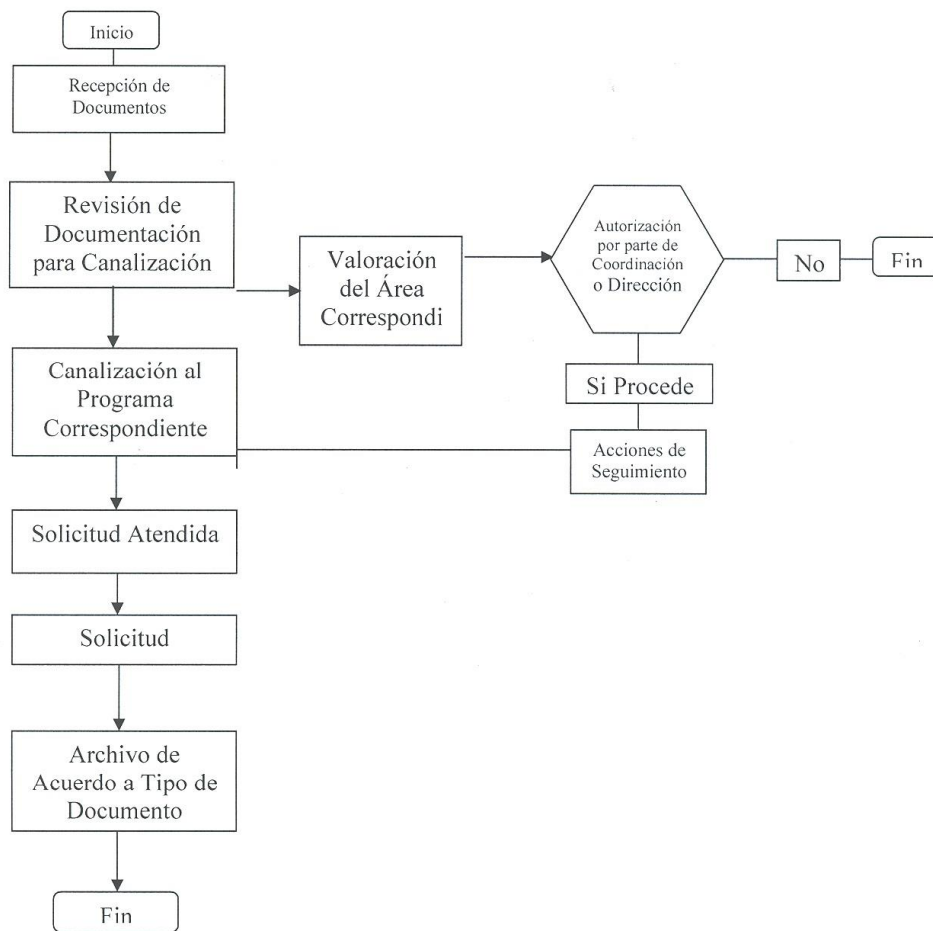 Inicio
Recepción de
Documentos
Revisión de
Documentación
para Canalización
Valoración
del Área
Correspondi
Autorización
por parte de
Coordinación
o Dirección
No
Fin
Canalización al
Programa
Correspondiente
Si Procede
Acciones de
Seguimiento
Solicitud Atendida
Solicitud
Archivo de
Acuerdo a Tipo de
Documento
Fin